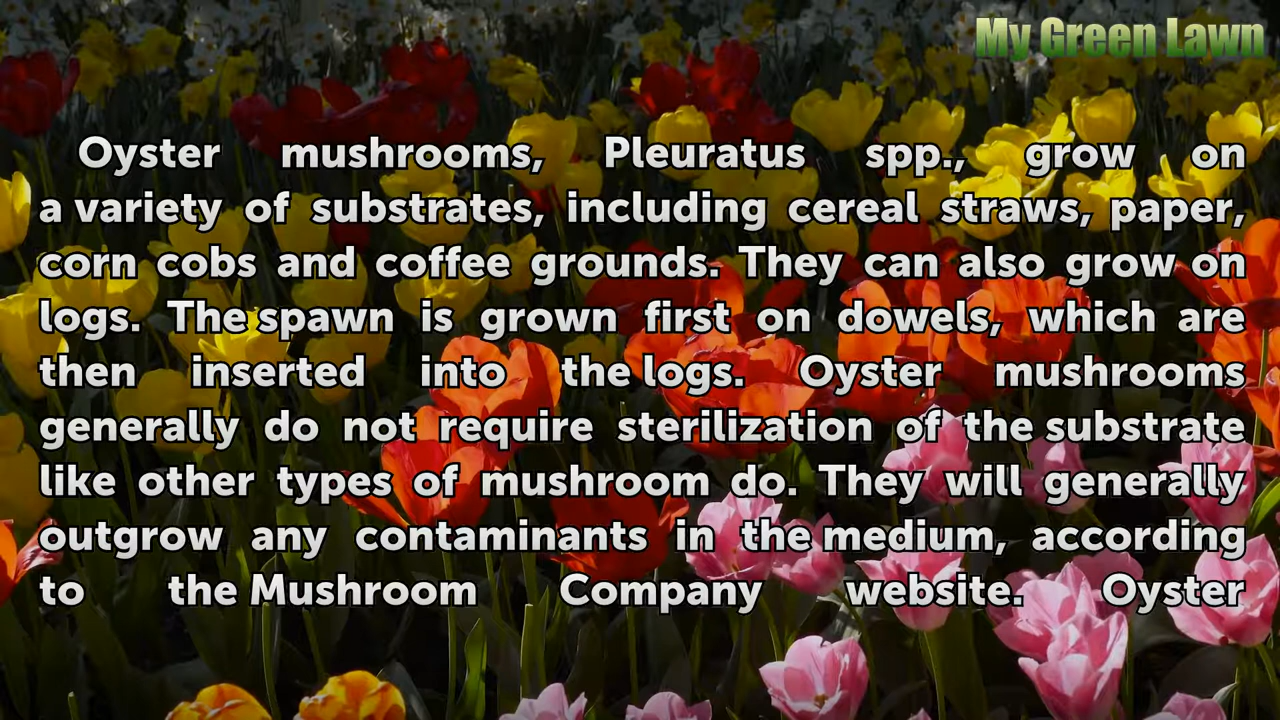 My Green Lawn
Oyster mushrooms, Pleuratus spp., grow on
a variety of substrates, including cereal straws, paper,
corn cobs and coffee grounds. They can also grow on
logs. The spawn is grown first on dowels, which are
then inserted into the logs. Oyster mushrooms
generally do not require sterilization of the substrate
like other types of mushroom do. They will generally
outgrow any contaminants in the medium, according
to the Mushroom Company website. Oyster